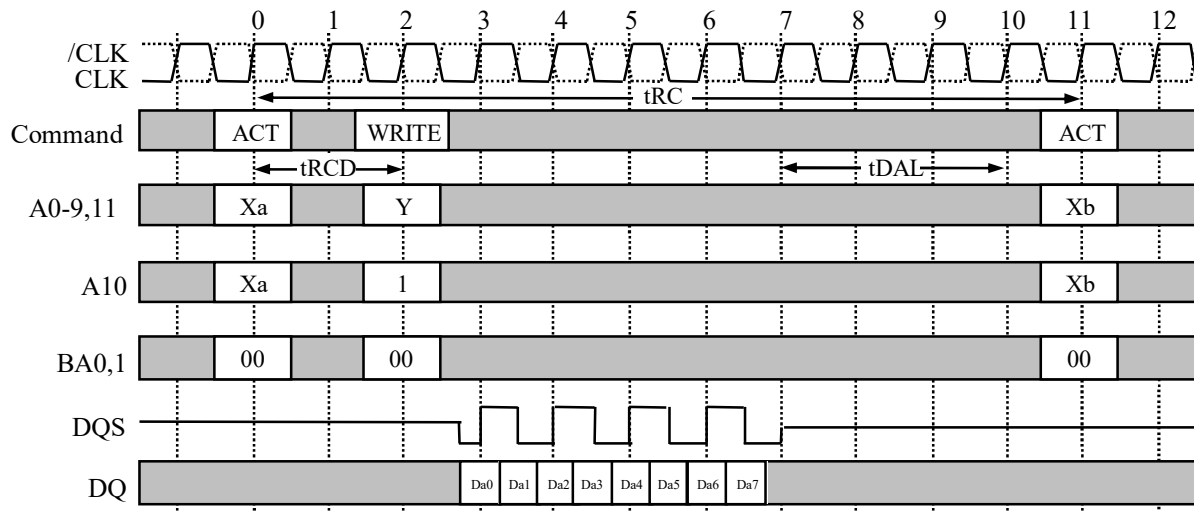 0 1 2 3 4 5 6 7 8 9 10 11 12
/CLK
CLK
tRC
Command ACT WRITE ACT
tRCD tDAL
A0-9,11 Xa Y Xb
A10 Xa 1 Xb
BA0,1 00 00 00
DQS
DQ Da0 Da1 Da2 Da3 Da4 Da5 Da6 Da7